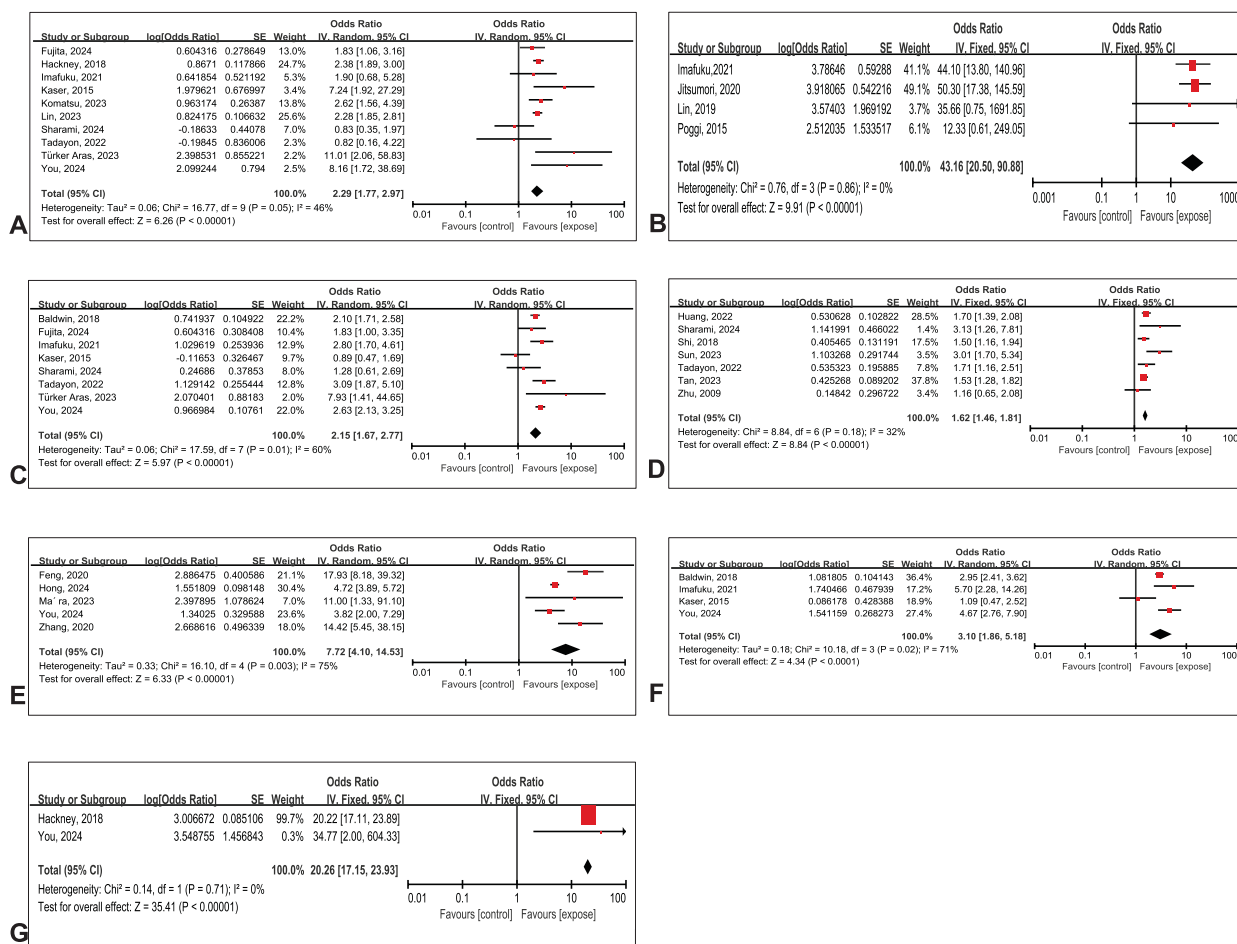 Odds Ratio Odds Ratio
Study or Subgroup log[Odds Ratio] SE Weight IV. Random. 95% CI IV. Random. 95% CI
Fujita, 2024 0.604316 0.278649 13.0% 1.83 [1.06, 3.16]
Hackney, 2018 0.8671 0.117866 24.7% 2.38 [1.89, 3.00]
Imafuku, 2021 0.641854 0.521192 5.3% 1.90 [0.68, 5.28]
Kaser, 2015 1.979621 0.676997 3.4% 7.24 [1.92, 27.29]
Komatsu, 2023 0.963174 0.26387 13.8% 2.62 [1.56, 4.39]
Lin, 2023 0.824175 0.106632 25.6% 2.28 [1.85, 2.81]
Sharami, 2024 -0.18633 0.44078 7.0% 0.83 [0.35, 1.97]
Tadayon, 2022 -0.19845 0.836006 2.2% 0.82 [0.16, 4.22]
Türker Aras, 2023 2.398531 0.855221 2.2% 11.01 [2.06, 58.83]
You, 2024 2.099244 0.794 2.5% 8.16 [1.72, 38.69]
Total (95% CI) 100.0% 2.29 [1.77, 2.97]
Heterogeneity: Tau² = 0.06; Chi² = 16.77, df = 9 (P = 0.05); I² = 46%
Test for overall effect: Z = 6.26 (P < 0.00001)
0.01 0.1 1 10 100
Favours [control] Favours [expose]
A
Odds Ratio Odds Ratio
Study or Subgroup log[Odds Ratio] SE Weight IV. Fixed. 95% CI IV. Fixed. 95% CI
Imafuku,2021 3.78646 0.59288 41.1% 44.10 [13.80, 140.96]
Jitsumori, 2020 3.918065 0.542216 49.1% 50.30 [17.38, 145.59]
Lin, 2019 3.57403 1.969192 3.7% 35.66 [0.75, 1691.85]
Poggi, 2015 2.512035 1.533517 6.1% 12.33 [0.61, 249.05]
Total (95% CI) 100.0% 43.16 [20.50, 90.88]
Heterogeneity: Chi² = 0.76, df = 3 (P = 0.86); I² = 0%
Test for overall effect: Z = 9.91 (P < 0.00001)
0.001 0.1 1 10 1000
Favours [control] Favours [expose]
B
Odds Ratio Odds Ratio
Study or Subgroup log[Odds Ratio] SE Weight IV. Random. 95% CI IV. Random. 95% CI
Baldwin, 2018 0.741937 0.104922 22.2% 2.10 [1.71, 2.58]
Fujita, 2024 0.604316 0.308408 10.4% 1.83 [1.00, 3.35]
Imafuku, 2021 1.029619 0.253936 12.8% 2.80 [1.70, 4.61]
Kaser, 2015 -0.11653 0.326467 9.7% 0.89 [0.47, 1.69]
Sharami, 2024 0.24686 0.37853 8.0% 1.28 [0.61, 2.69]
Tadayon, 2022 1.129142 0.255444 12.8% 3.09 [1.87, 5.10]
Türker Aras, 2023 2.070401 0.88183 2.2% 7.93 [1.41, 44.65]
You, 2024 0.966984 0.10761 22.0% 2.63 [2.13, 3.25]
Total (95% CI) 100.0% 2.15 [1.67, 2.77]
Heterogeneity: Tau² = 0.06; Chi² = 17.59, df = 7 (P = 0.01); I² = 60%
Test for overall effect: Z = 5.97 (P < 0.00001)
0.01 0.1 1 10 100
Favours [control] Favours [expose]
C
Odds Ratio Odds Ratio
Study or Subgroup log[Odds Ratio] SE Weight IV. Fixed. 95% CI IV. Fixed. 95% CI
Huang, 2022 0.530628 0.102822 28.5% 1.70 [1.39, 2.08]
Sharami, 2024 1.141991 0.466022 1.4% 3.13 [1.26, 7.81]
Shi, 2018 0.405465 0.131191 17.5% 1.50 [1.16, 1.94]
Sun, 2023 1.103268 0.291744 3.5% 3.01 [1.70, 5.34]
Tadayon, 2022 0.535323 0.195885 7.8% 1.71 [1.16, 2.51]
Tan, 2023 0.425268 0.089202 37.8% 1.53 [1.28, 1.82]
Zhu, 2009 0.14842 0.296722 3.4% 1.16 [0.65, 2.08]
Total (95% CI) 100.0% 1.62 [1.46, 1.81]
Heterogeneity: Chi² = 8.84, df = 6 (P = 0.18); I² = 32%
Test for overall effect: Z = 8.84 (P < 0.00001)
0.01 0.1 1 10 100
Favours [control] Favours [expose]
D
Odds Ratio Odds Ratio
Study or Subgroup log[Odds Ratio] SE Weight IV. Random. 95% CI IV. Random. 95% CI
Feng, 2020 2.886475 0.400586 21.1% 17.93 [8.18, 39.32]
Hong, 2024 1.551809 0.098148 30.4% 4.72 [3.89, 5.72]
Ma´ ra, 2023 2.397895 1.078624 7.0% 11.00 [1.33, 91.10]
You, 2024 1.34025 0.329588 23.6% 3.82 [2.00, 7.29]
Zhang, 2020 2.668616 0.496339 18.0% 14.42 [5.45, 38.15]
Total (95% CI) 100.0% 7.72 [4.10, 14.53]
Heterogeneity: Tau² = 0.33; Chi² = 16.10, df = 4 (P = 0.003); I² = 75%
Test for overall effect: Z = 6.33 (P < 0.00001)
0.01 0.1 1 10 100
Favours [control] Favours [expose]
E
Odds Ratio Odds Ratio
Study or Subgroup log[Odds Ratio] SE Weight IV. Random. 95% CI IV. Random. 95% CI
Baldwin, 2018 1.081805 0.104143 36.4% 2.95 [2.41, 3.62]
Imafuku, 2021 1.740466 0.467939 17.2% 5.70 [2.28, 14.26]
Kaser, 2015 0.086178 0.428388 18.9% 1.09 [0.47, 2.52]
You, 2024 1.541159 0.268273 27.4% 4.67 [2.76, 7.90]
Total (95% CI) 100.0% 3.10 [1.86, 5.18]
Heterogeneity: Tau² = 0.18; Chi² = 10.18, df = 3 (P = 0.02); I² = 71%
Test for overall effect: Z = 4.34 (P < 0.0001)
0.01 0.1 1 10 100
Favours [control] Favours [expose]
F
Odds Ratio Odds Ratio
Study or Subgroup log[Odds Ratio] SE Weight IV. Fixed. 95% CI IV. Fixed. 95% CI
Hackney, 2018 3.006672 0.085106 99.7% 20.22 [17.11, 23.89]
You, 2024 3.548755 1.456843 0.3% 34.77 [2.00, 604.33]
Total (95% CI) 100.0% 20.26 [17.15, 23.93]
Heterogeneity: Chi² = 0.14, df = 1 (P = 0.71); I² = 0%
Test for overall effect: Z = 35.41 (P < 0.00001)
0.01 0.1 1 10 100
Favours [control] Favours [expose]
G